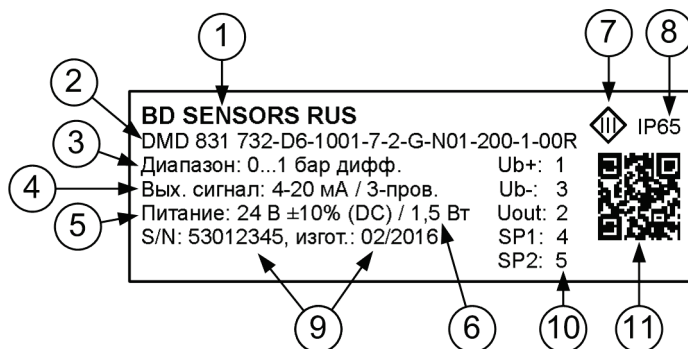 1
7
8
2
BD SENSORS RUS
IP65
DMD 831 732-D6-1001-7-2-G-N01-200-1-00R
3
Диапазон: 0...1 бар дифф.
Ub+: 1
4
Вых. сигнал: 4-20 мА / 3-пров.
Ub-: 3
5
Питание: 24 В ±10% (DC) / 1,5 Вт
Uout: 2
S/N: 53012345, изгот.: 02/2016
SP1: 4
SP2: 5
9
6
10
11